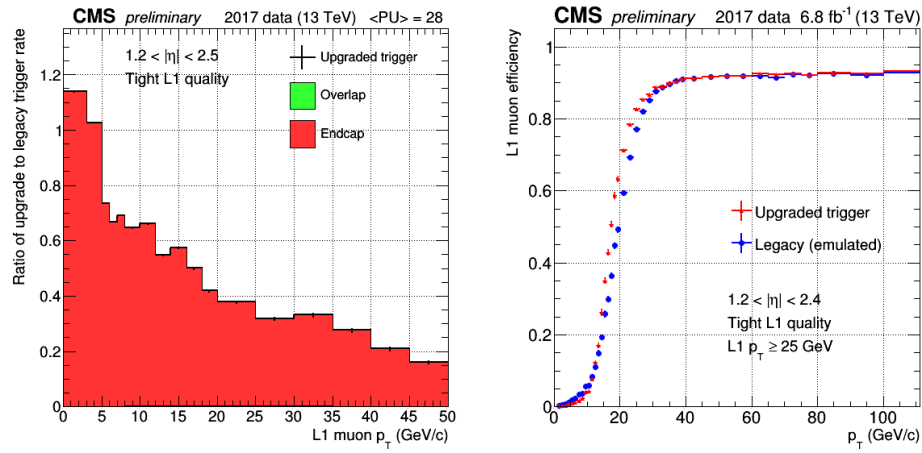 CMS preliminary 2017 data (13 TeV) <PU> = 28
1.2 < |η| < 2.5
Tight L1 quality
Upgraded trigger
Overlap
Endcap
Ratio of upgrade to legacy trigger rate
1.2
1
0.8
0.6
0.4
0.2
0
0 5 10 15 20 25 30 35 40 45 50
L1 muon p_T (GeV/c)
CMS preliminary 2017 data 6.8 fb⁻¹ (13 TeV)
L1 muon efficiency
1
0.8
0.6
0.4
0.2
0
Upgraded trigger
Legacy (emulated)
1.2 < |η| < 2.4
Tight L1 quality
L1 p_T ≥ 25 GeV
0 20 40 60 80 100
p_T (GeV/c)